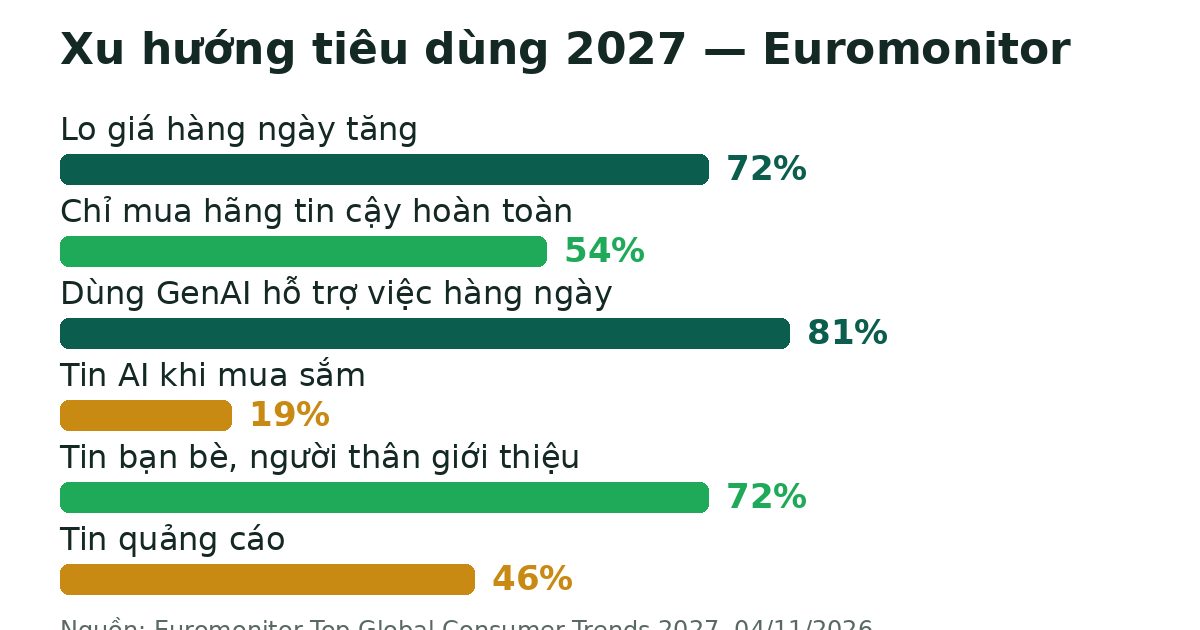 Xu hướng tiêu dùng 2027 — Euromonitor
Lo giá hàng ngày tăng
72%
Chỉ mua hãng tin cậy hoàn toàn
54%
Dùng GenAI hỗ trợ việc hàng ngày
81%
Tin AI khi mua sắm
19%
Tin bạn bè, người thân giới thiệu
72%
Tin quảng cáo
46%
Nguồn: Euromonitor Top Global Consumer Trends 2027, 04/11/2026